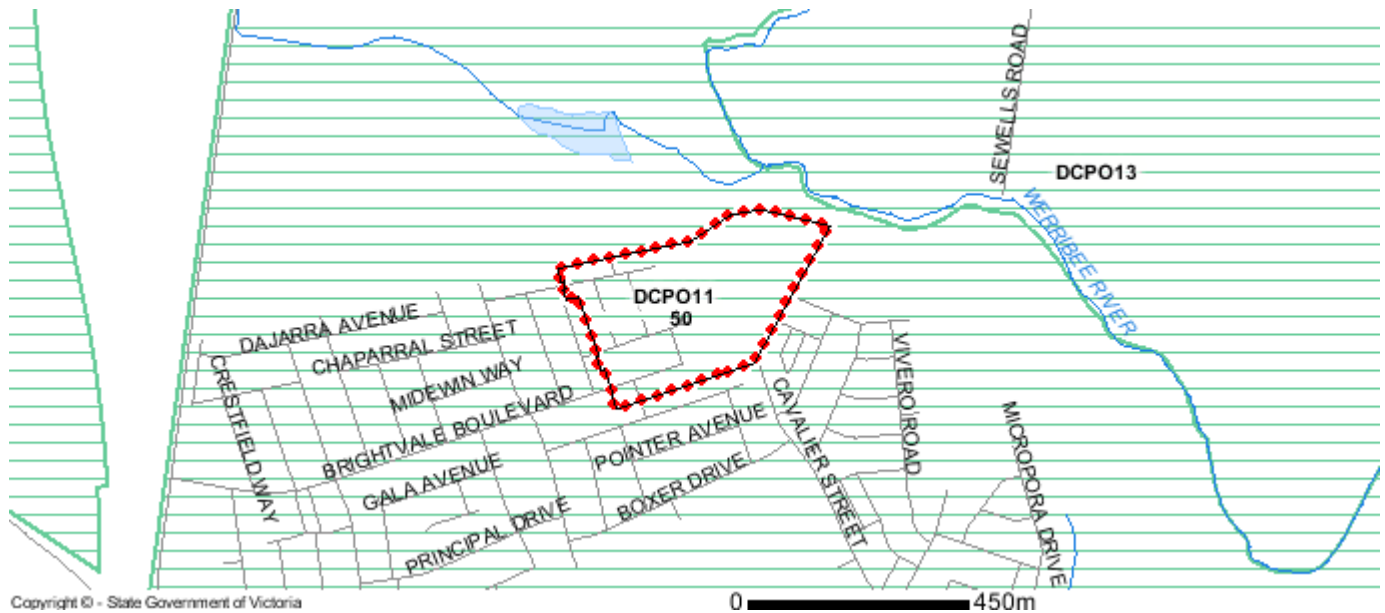 SEWELLS ROAD
DCPO13
WERRIBEE RIVER
DCPO11
50
DAJARRA AVENUE
CHAPARRAL STREET
MIDEWIN WAY
BRIGHTVALE BOULEVARD
CRESTFIELD WAY
GALA AVENUE
PRINCIPAL DRIVE
POINTER AVENUE
BOXER DRIVE
CAVALIER STREET
VIVERO ROAD
MICROPORA DRIVE
Copyright © - State Government of Victoria
0 450m